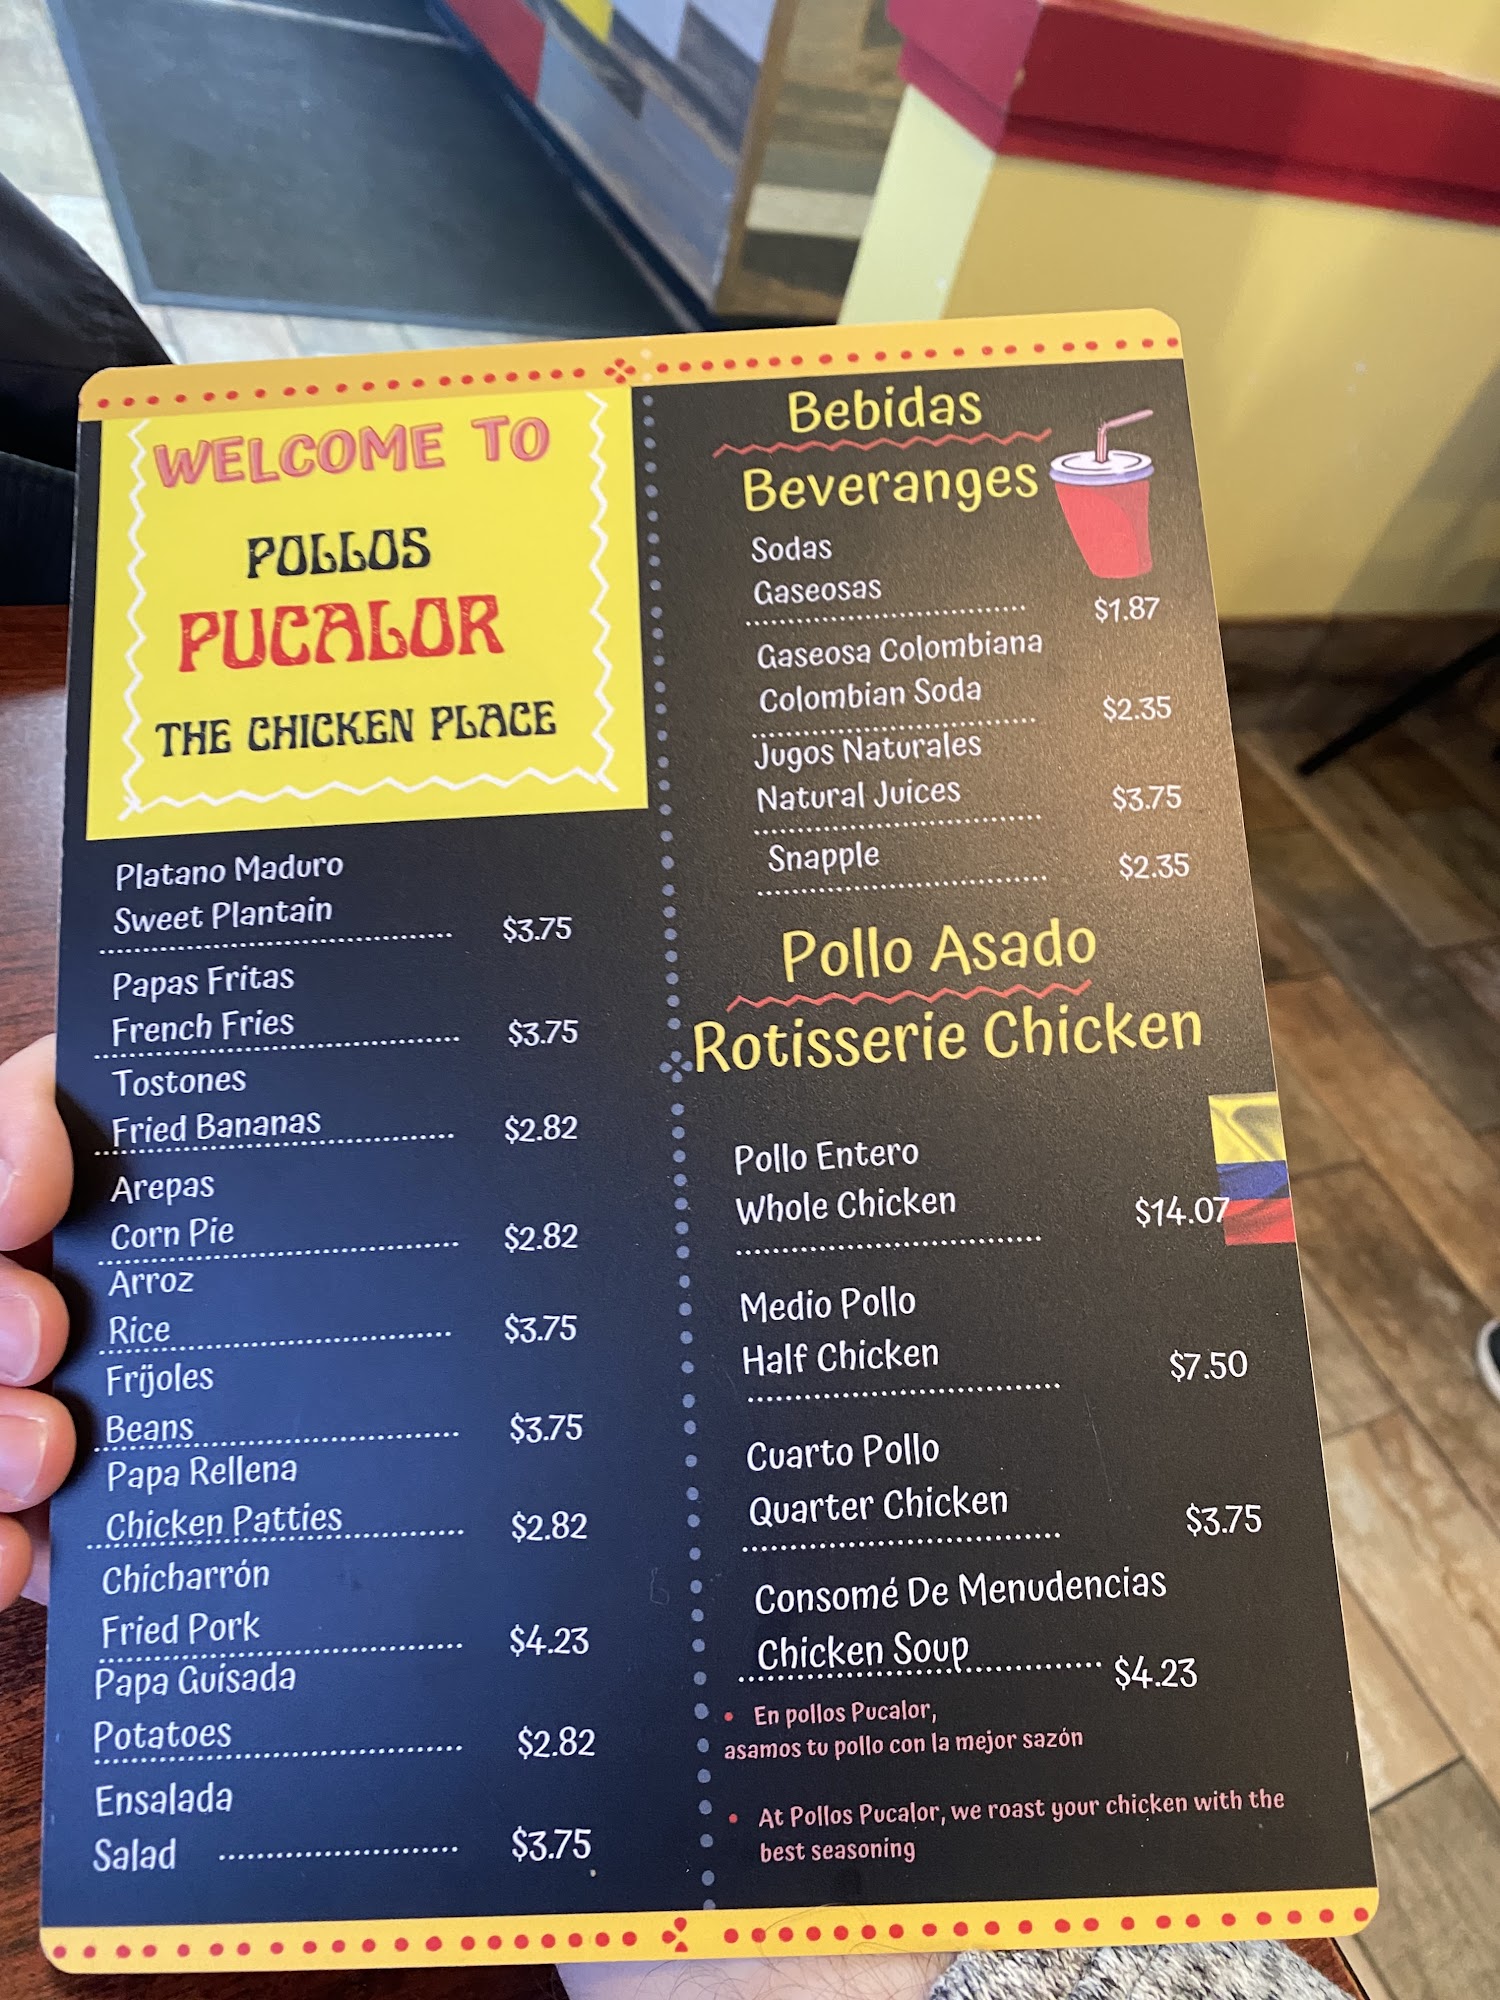 WELCOME TO
POLLOS
PUCALOR
THE CHICKEN PLACE
Platano Maduro
Sweet Plantain $3.75
Papas Fritas
French Fries $3.75
Tostones
Fried Bananas $2.82
Arepas
Corn Pie $2.82
Arroz
Rice $3.75
Frijoles
Beans $3.75
Papa Rellena
Chicken Patties $2.82
Chicharrón
Fried Pork $4.23
Papa Guisada
Potatoes $2.82
Ensalada
Salad $3.75
Bebidas
Beveranges
Sodas
Gaseosas $1.87
Gaseosa Colombiana
Colombian Soda $2.35
Jugos Naturales
Natural Juices $3.75
Snapple $2.35
Pollo Asado
Rotisserie Chicken
Pollo Entero
Whole Chicken $14.07
Medio Pollo
Half Chicken $7.50
Cuarto Pollo
Quarter Chicken $3.75
Consomé De Menudencias
Chicken Soup $4.23
• En pollos Pucalor,
asamos tu pollo con la mejor sazón
• At Pollos Pucalor, we roast your chicken with the
best seasoning